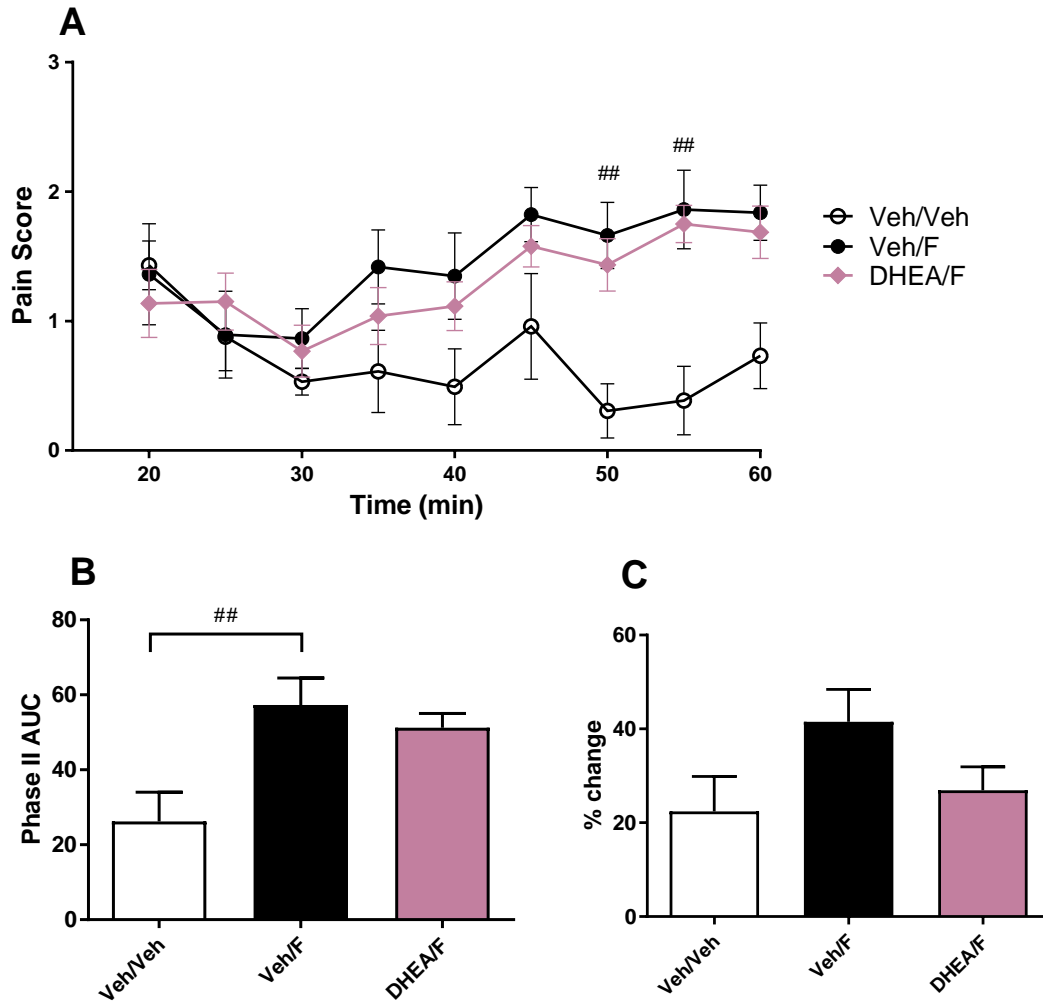 A
3
2
1
0
Pain Score
##
##
20
30
40
50
60
Time (min)
Veh/Veh
Veh/F
DHEA/F
B
80
60
40
20
0
Phase II AUC
##
Veh/Veh
Veh/F
DHEA/F
C
60
40
20
0
% change
Veh/Veh
Veh/F
DHEA/F